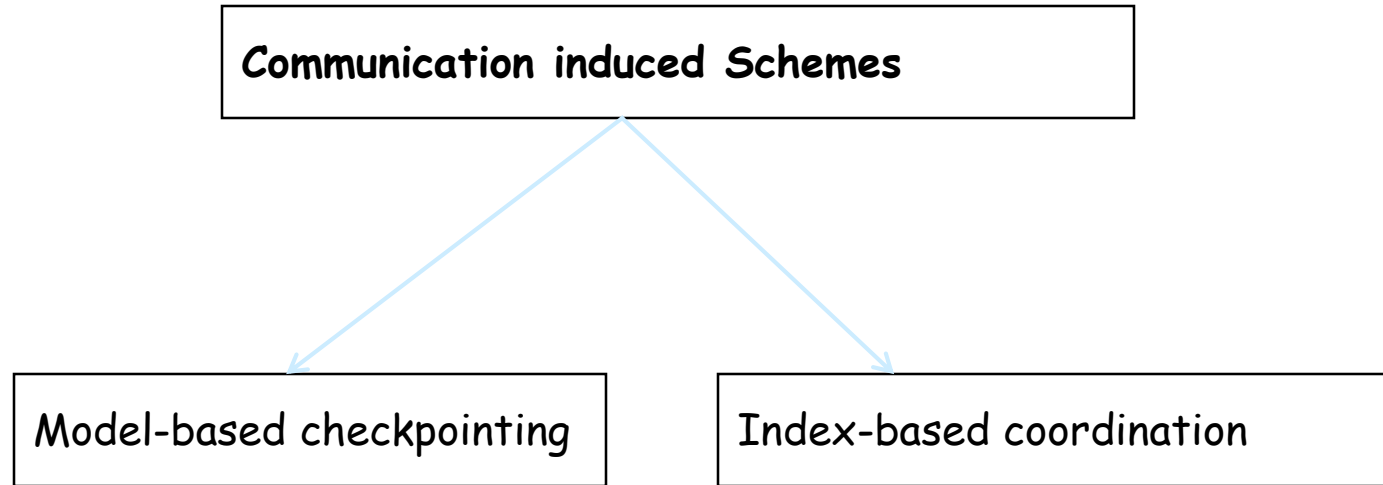 Communication induced Schemes
Model-based checkpointing
Index-based coordination